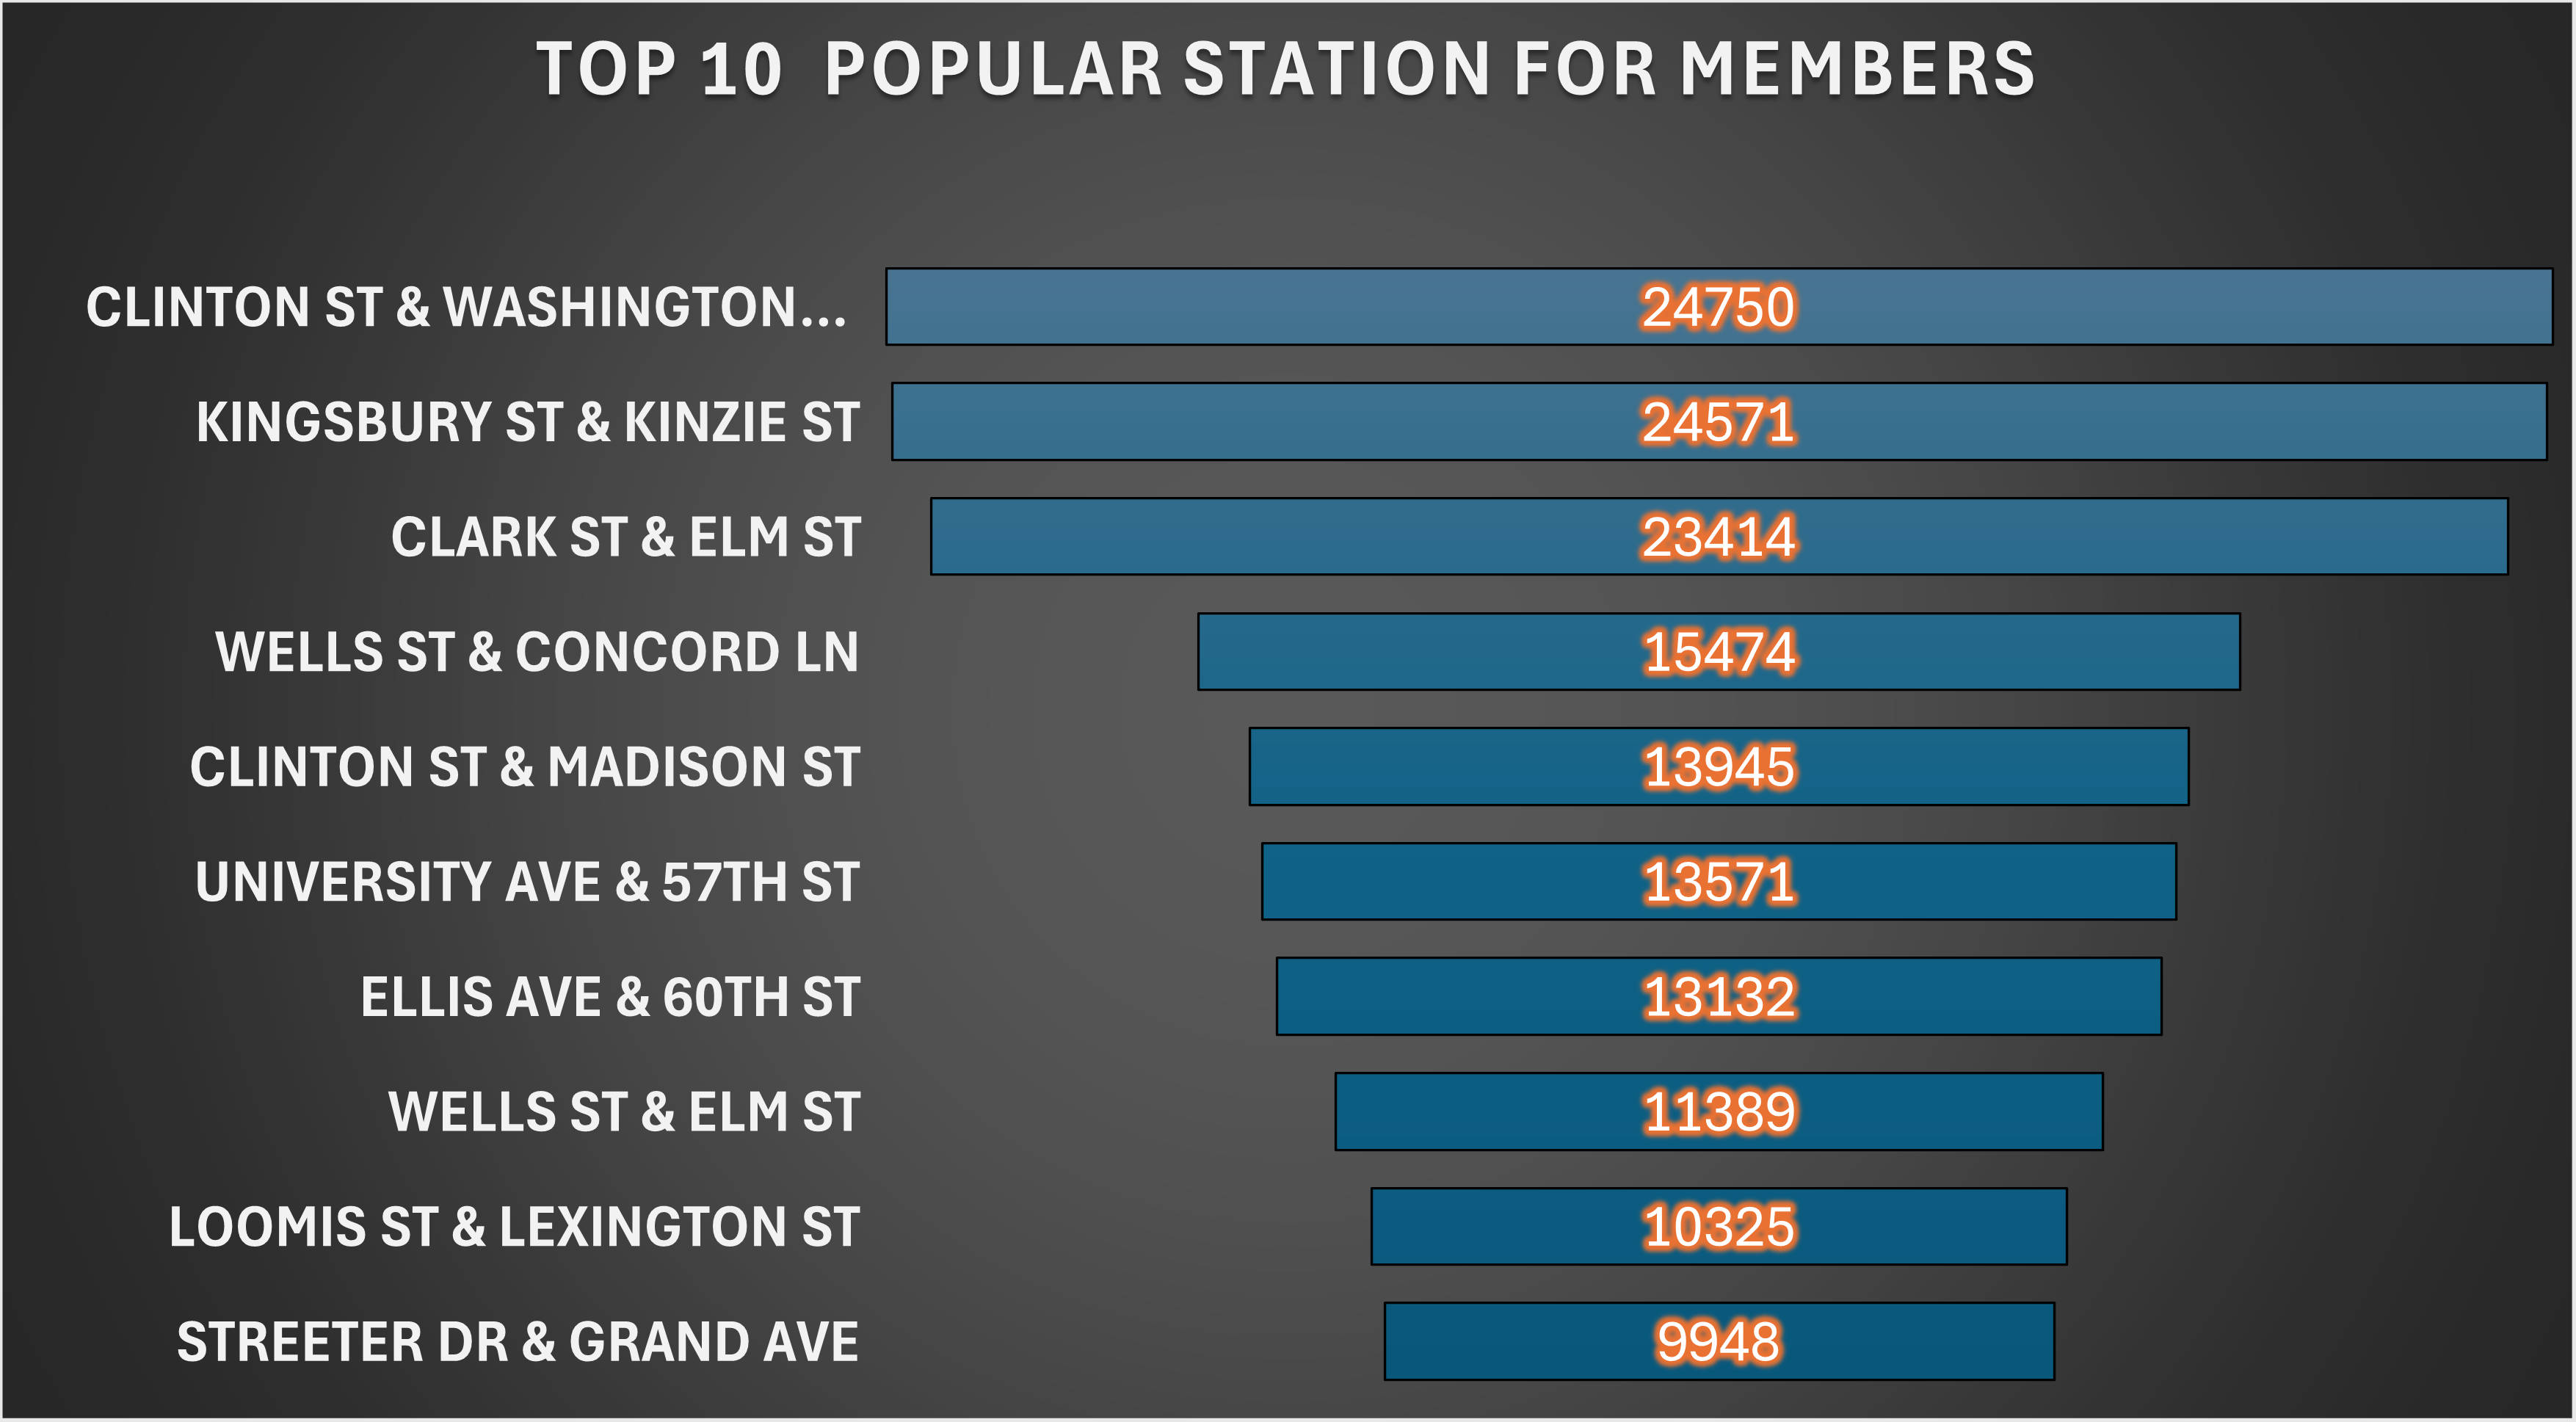 TOP 10  POPULAR STATION FOR MEMBERS
CLINTON ST & WASHINGTON... 24750
KINGSBURY ST & KINZIE ST 24571
CLARK ST & ELM ST 23414
WELLS ST & CONCORD LN 15474
CLINTON ST & MADISON ST 13945
UNIVERSITY AVE & 57TH ST 13571
ELLIS AVE & 60TH ST 13132
WELLS ST & ELM ST 11389
LOOMIS ST & LEXINGTON ST 10325
STREETER DR & GRAND AVE 9948